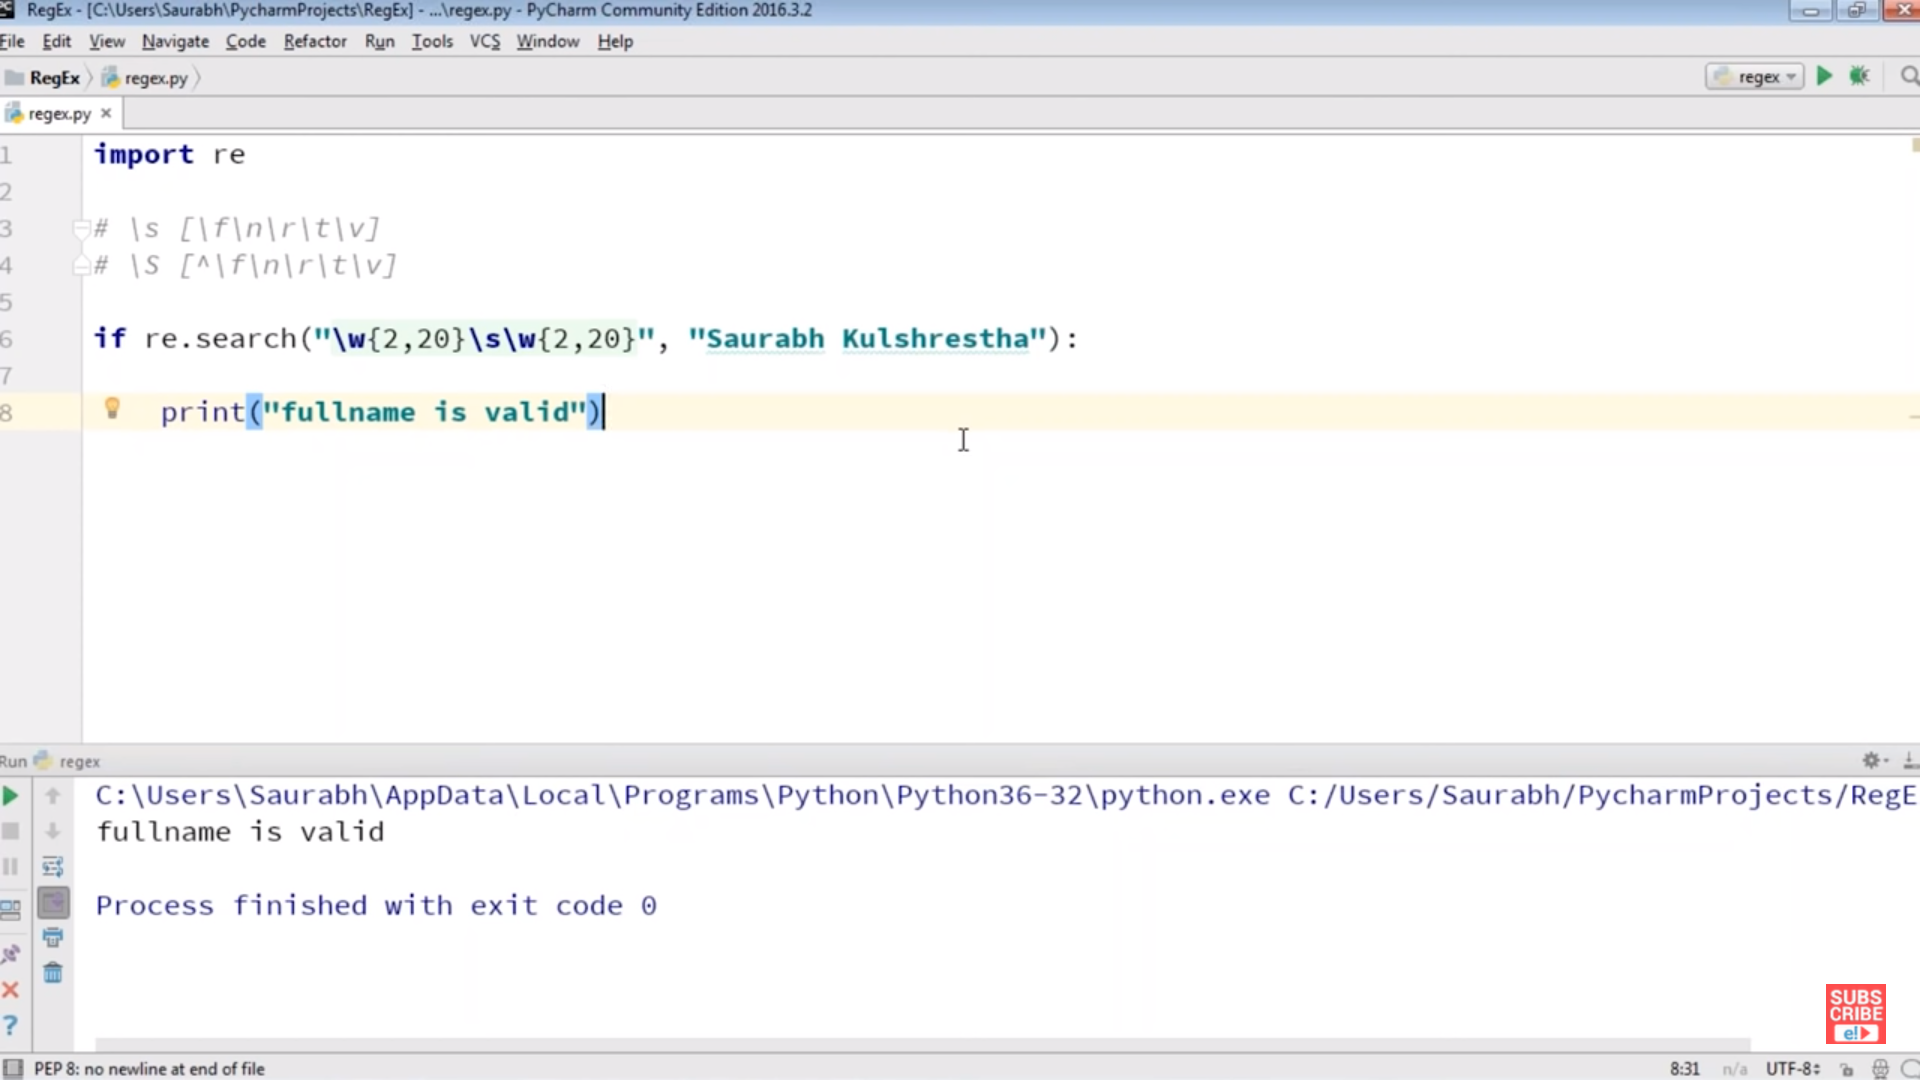 RegEx - [C:\Users\Saurabh\PycharmProjects\RegEx] - ...\regex.py - PyCharm Community Edition 2016.3.2
File Edit View Navigate Code Refactor Run Tools VCS Window Help
RegEx regex.py regex
regex.py
1 import re
2
3 # \s [\f\n\r\t\v]
4 # \S [^\f\n\r\t\v]
5
6 if re.search("\w{2,20}\s\w{2,20}", "Saurabh Kulshrestha"):
7
8 print("fullname is valid")
Run regex
C:\Users\Saurabh\AppData\Local\Programs\Python\Python36-32\python.exe C:/Users/Saurabh/PycharmProjects/RegE
fullname is valid
Process finished with exit code 0
SUBS
CRIBE
e!
PEP 8: no newline at end of file 8:31 n/a UTF-8